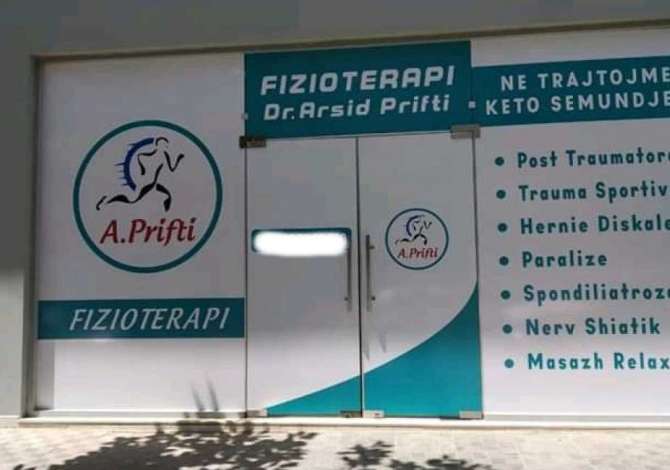 A.Prifti
FIZIOTERAPI
FIZIOTERAPI
Dr.Arsid Prifti
A.Prifti
NE TRAJTOJME
KETO SEMUNDJE
• Post Traumator
• Trauma Sportiv
• Hernie Diskale
• Paralize
• Spondiliatroz
• Nerv Shiatik
• Masazh Relax